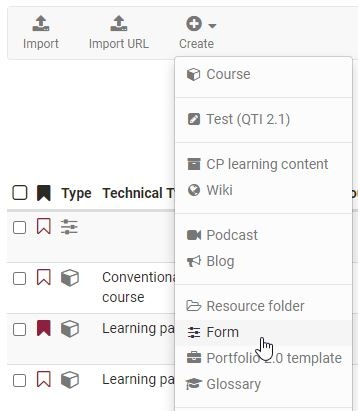 Import
Import URL
Create
Course
Test (QTI 2.1)
CP learning content
Wiki
Podcast
Blog
Resource folder
Form
Portfolio 2.0 template
Glossary
Type
Technical T
Conventiona
course
Learning pa
Learning pa